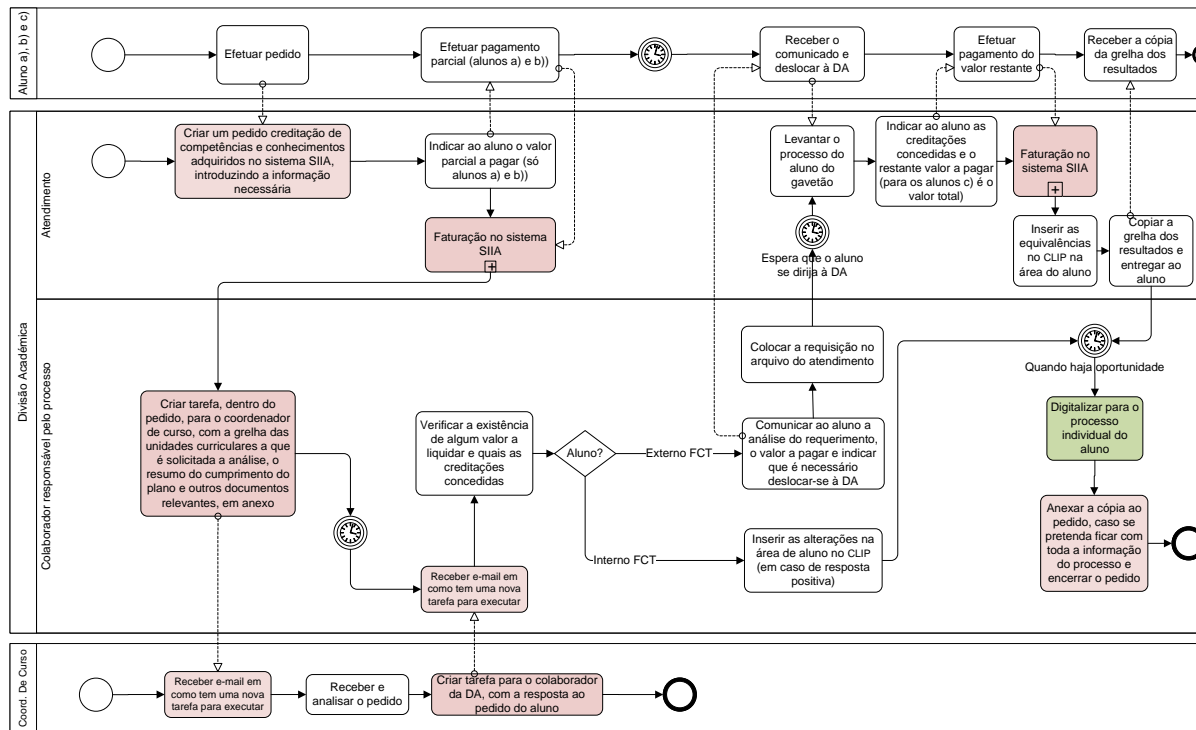 Aluno a), b) e c)
Efetuar pedido
Efetuar pagamento
parcial (alunos a) e b))
Receber o
comunicado e
deslocar à DA
Efetuar
pagamento do
valor restante
Receber a cópia
da grelha dos
resultados
Divisão Académica
Atendimento
Criar um pedido creditação de
competências e conhecimentos
adquiridos no sistema SIIA,
introduzindo a informação
necessária
Indicar ao aluno o valor
parcial a pagar (só
alunos a) e b))
Faturação no sistema
SIIA
Levantar o
processo do
aluno do
gavetão
Indicar ao aluno as
creditações
concedidas e o
restante valor a pagar
(para os alunos c) é o
valor total)
Faturação no
sistema SIIA
Espera que o aluno
se dirija à DA
Inserir as
equivalências
no CLIP na
área do aluno
Copiar a
grelha dos
resultados e
entregar ao
aluno
Colaborador responsável pelo processo
Criar tarefa, dentro do
pedido, para o coordenador
de curso, com a grelha das
unidades curriculares a que
é solicitada a análise, o
resumo do cumprimento do
plano e outros documentos
relevantes, em anexo
Verificar a existência
de algum valor a
liquidar e quais as
creditações
concedidas
Aluno?
Externo FCT
Interno FCT
Colocar a requisição no
arquivo do atendimento
Comunicar ao aluno a
análise do requerimento,
o valor a pagar e indicar
que é necessário
deslocar-se à DA
Inserir as alterações na
área de aluno no CLIP
(em caso de resposta
positiva)
Receber e-mail em
como tem uma nova
tarefa para executar
Quando haja oportunidade
Digitalizar para o
processo
individual do
aluno
Anexar a cópia ao
pedido, caso se
pretenda ficar com
toda a informação
do processo e
encerrar o pedido
Coord. De Curso
Receber e-mail em
como tem uma nova
tarefa para executar
Receber e
analisar o pedido
Criar tarefa para o colaborador
da DA, com a resposta ao
pedido do aluno